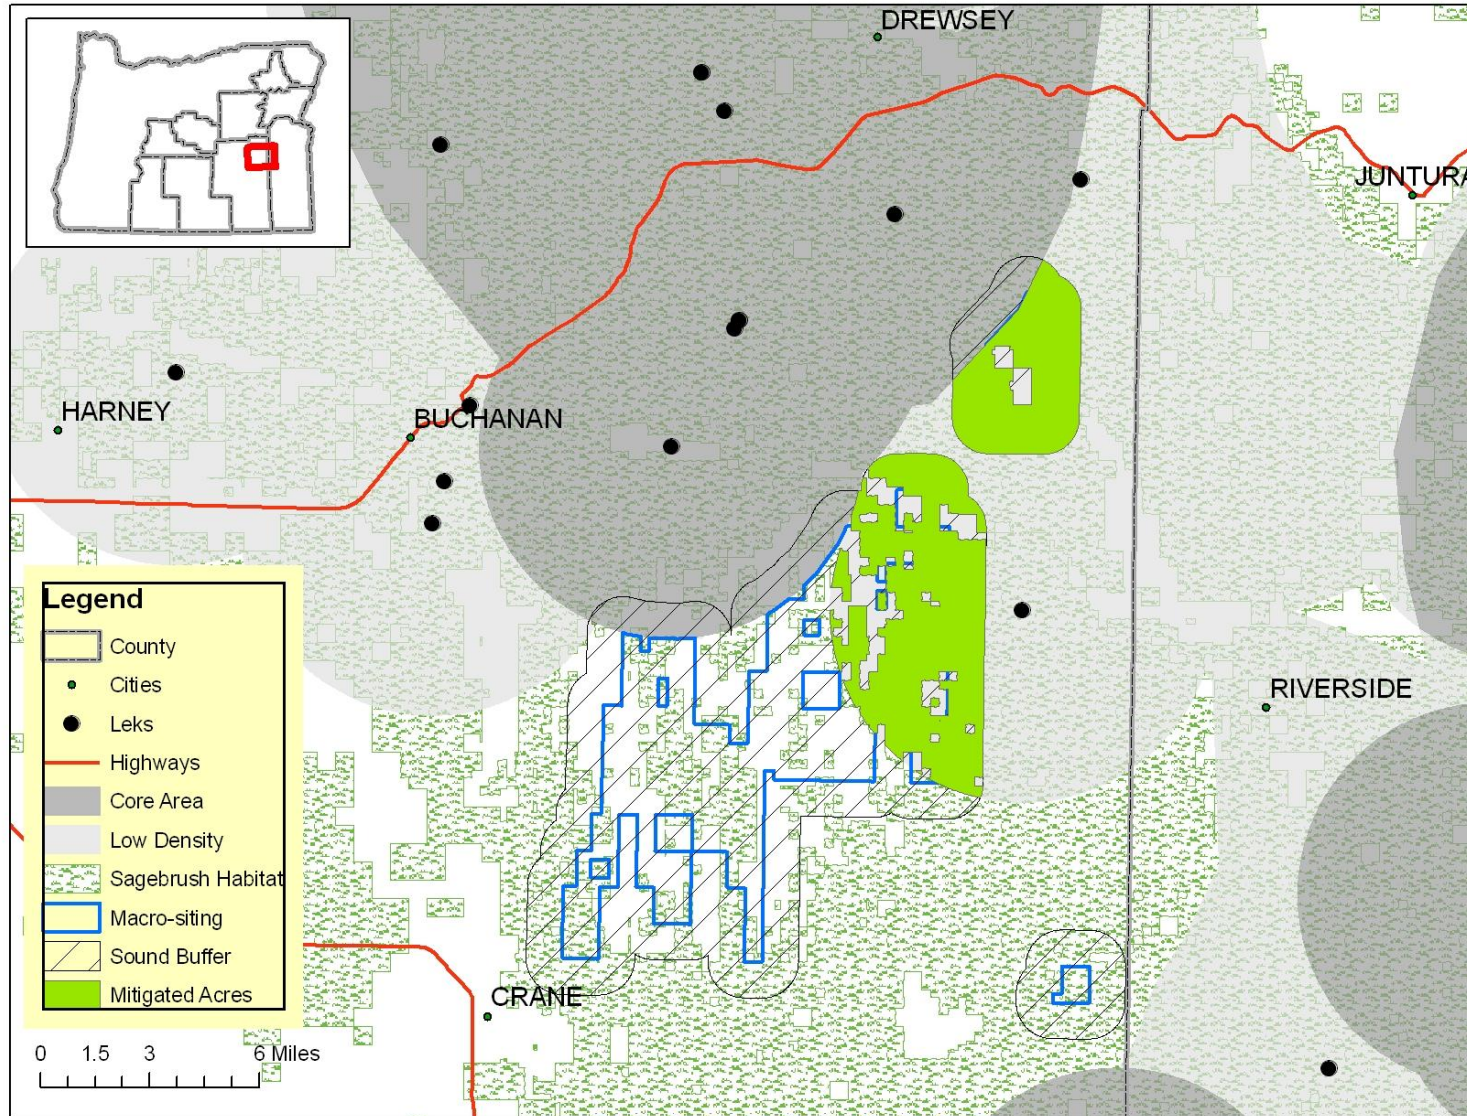 DREWSEY
JUNTURA
HARNEY
BUCHANAN
RIVERSIDE
CRANE
Legend
County
Cities
Leks
Highways
Core Area
Low Density
Sagebrush Habitat
Macro-siting
Sound Buffer
Mitigated Acres
0 1.5 3 6 Miles